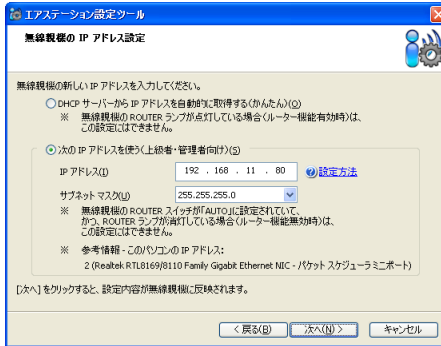 エアステーション設定ツール
無線親機の IP アドレス設定
無線親機の新しい IP アドレスを入力してください。
DHCP サーバーから IP アドレスを自動的に取得する(かんたん)(O)
※ 無線親機の ROUTER ランプが点灯している場合(ルーター機能有効時)は、
この設定にはできません。
次の IP アドレスを使う(上級者・管理者向け)(S)
IP アドレス(I) 192 . 168 . 11 . 80 設定方法
サブネット マスク(U) 255.255.255.0
※ 無線親機の ROUTER スイッチが「AUTO」に設定されていて、
かつ、ROUTER ランプが消灯している場合(ルーター機能無効時)は、
この設定にはできません。
※ 参考情報 - このパソコンの IP アドレス:
2 (Realtek RTL8169/8110 Family Gigabit Ethernet NIC - パケット スケジューラ ミニポート)
[次へ] をクリックすると、設定内容が無線親機に反映されます。
< 戻る(B) 次へ(N) > キャンセル